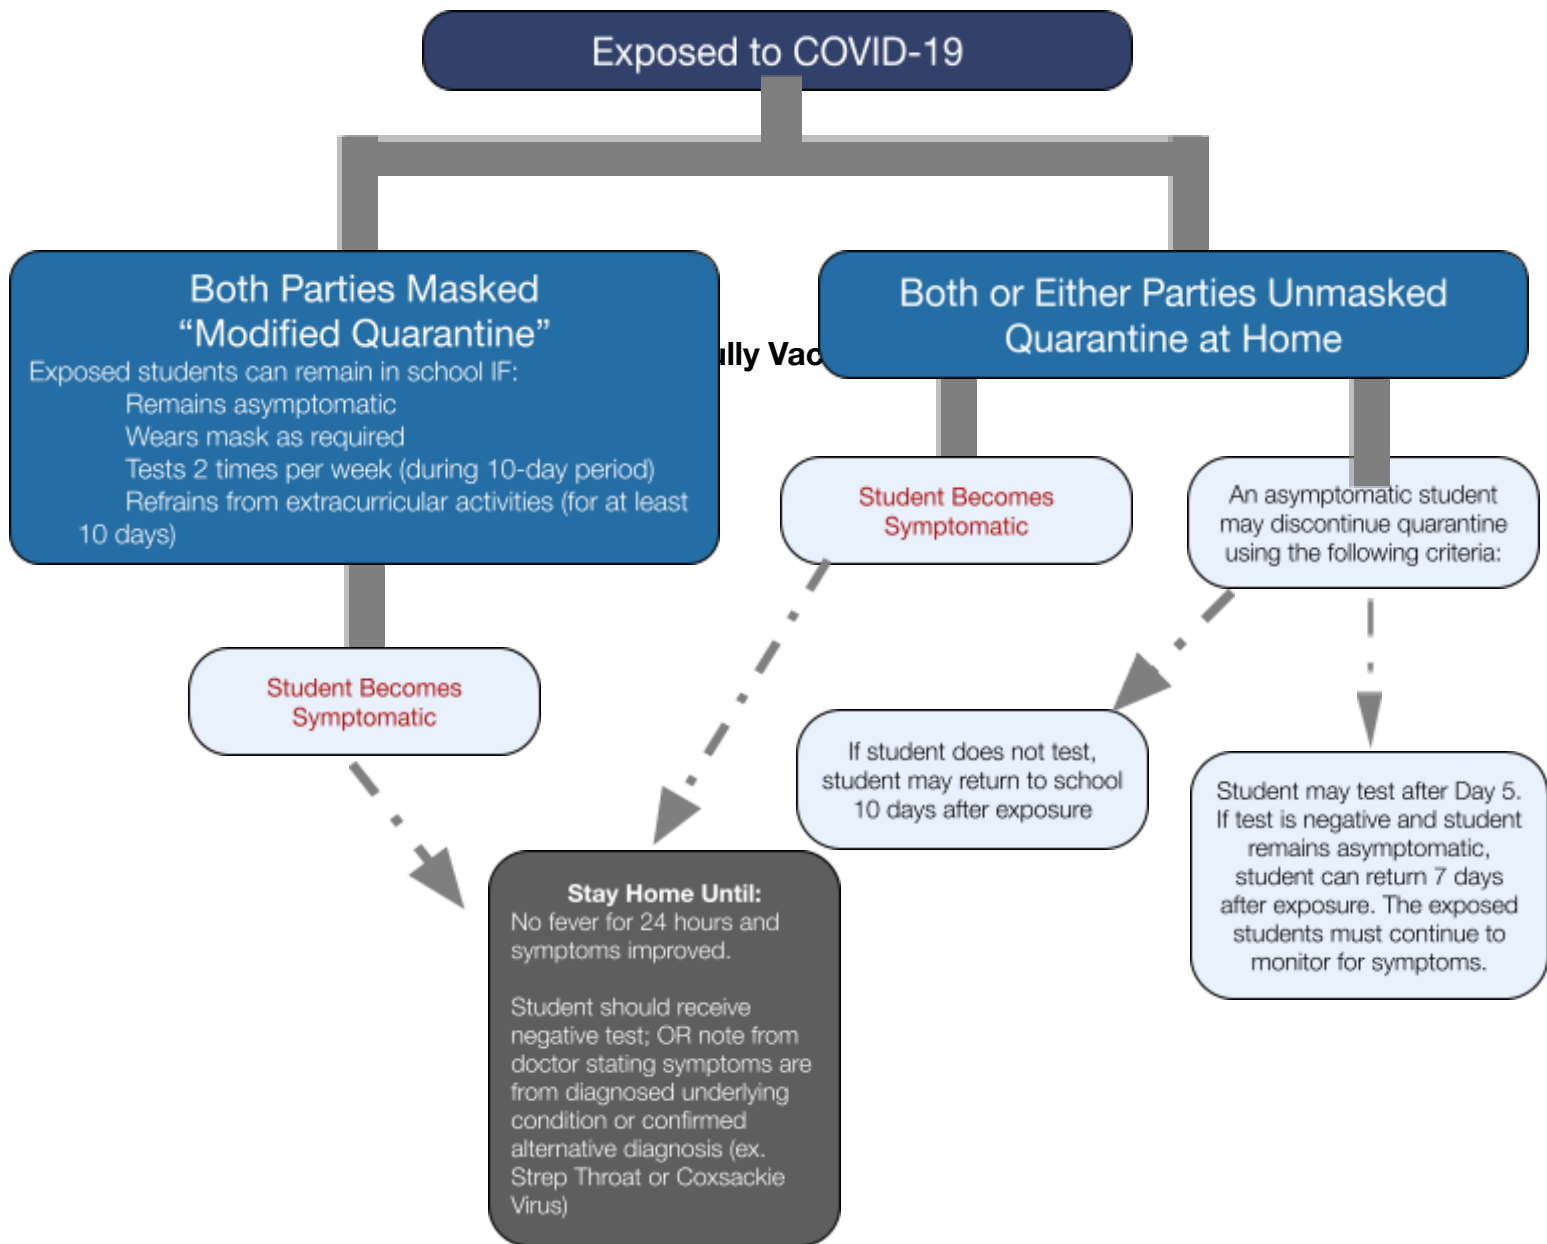 Exposed to COVID-19
Both Parties Masked
“Modified Quarantine”
Exposed students can remain in school IF:
Remains asymptomatic
Wears mask as required
Tests 2 times per week (during 10-day period)
Refrains from extracurricular activities (for at least
10 days)
ully Vac
Both or Either Parties Unmasked
Quarantine at Home
Student Becomes
Symptomatic
An asymptomatic student
may discontinue quarantine
using the following criteria:
Student Becomes
Symptomatic
If student does not test,
student may return to school
10 days after exposure
Student may test after Day 5.
If test is negative and student
remains asymptomatic,
student can return 7 days
after exposure. The exposed
students must continue to
monitor for symptoms.
Stay Home Until:
No fever for 24 hours and
symptoms improved.
Student should receive
negative test; OR note from
doctor stating symptoms are
from diagnosed underlying
condition or confirmed
alternative diagnosis (ex.
Strep Throat or Coxsackie
Virus)